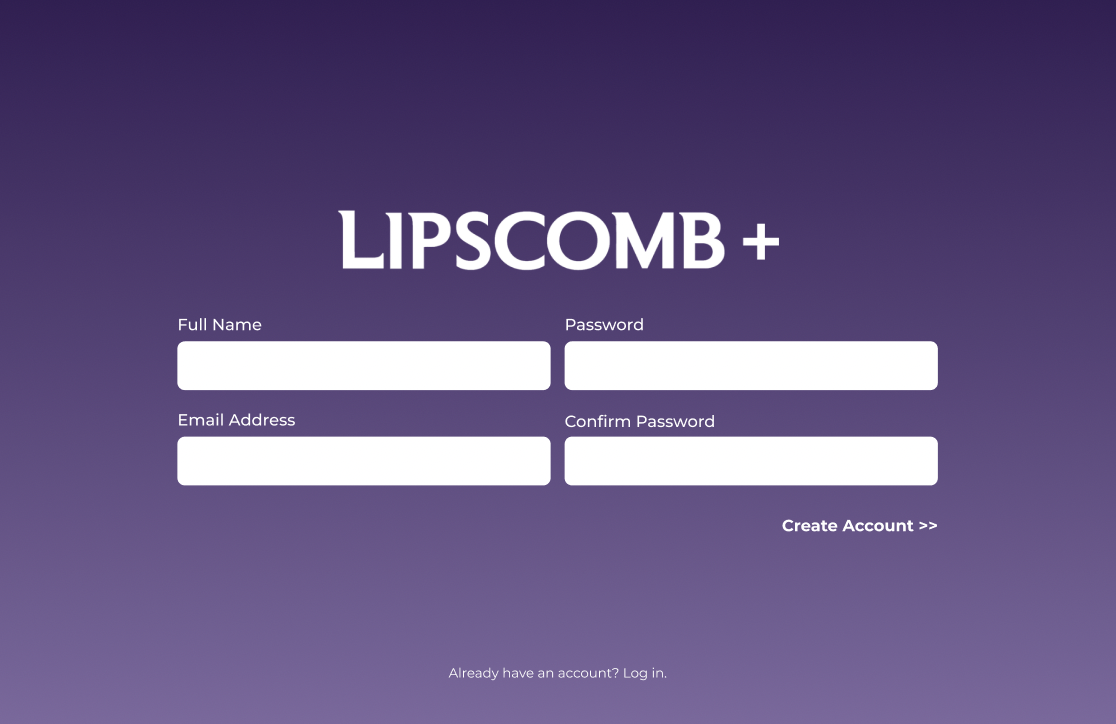 LIPSCOMB +
Full Name
Password
Email Address
Confirm Password
Create Account >>
Already have an account? Log in.